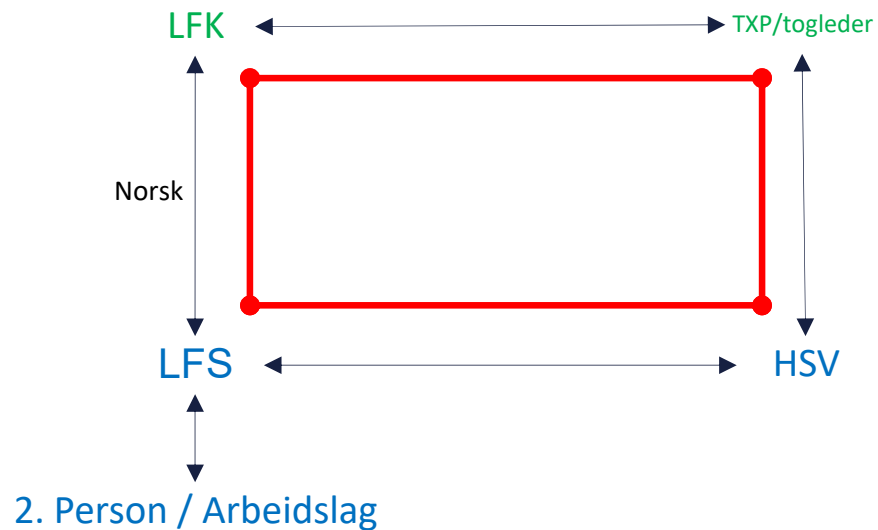 LFK
TXP/togleder
Norsk
LFS
HSV
2. Person / Arbeidslag